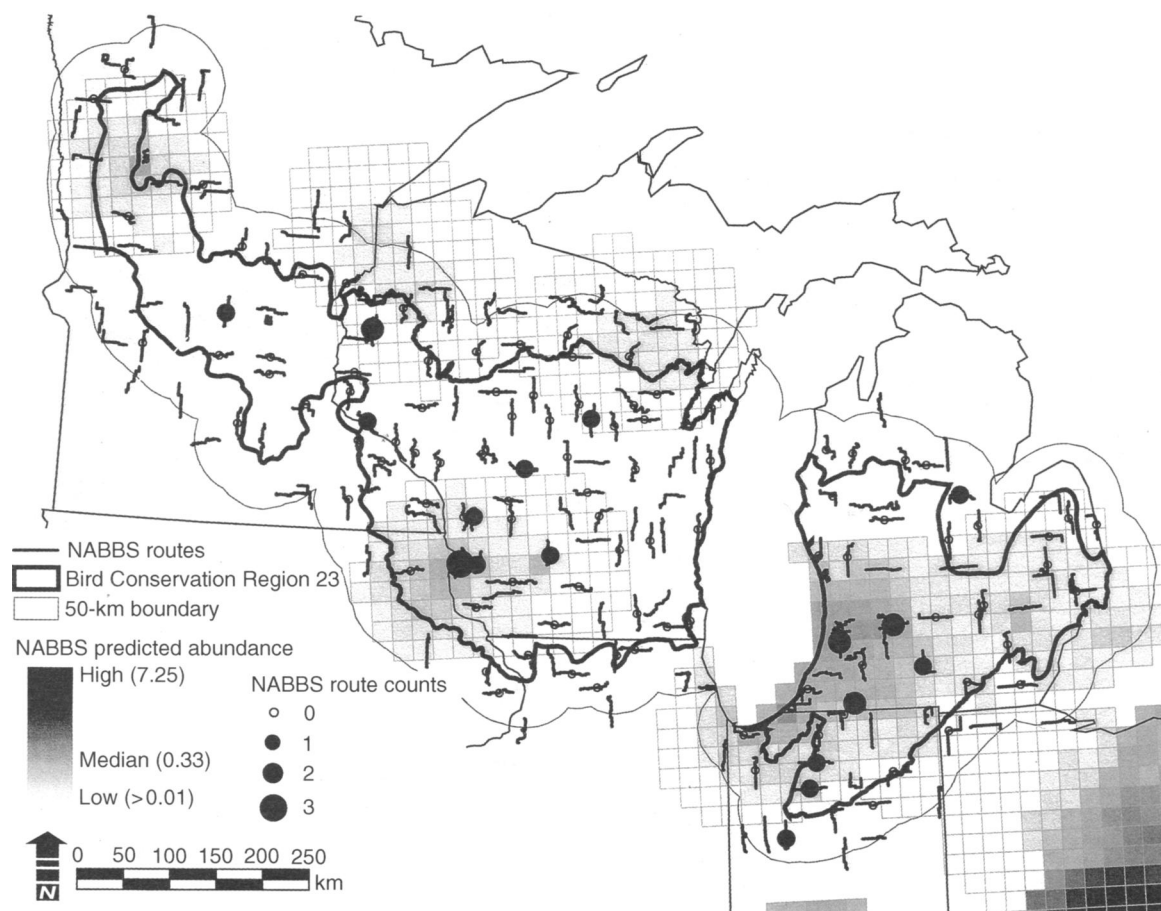 NABBS routes
Bird Conservation Region 23
50-km boundary
NABBS predicted abundance
High (7.25)
Median (0.33)
Low (>0.01)
NABBS route counts
0
1
2
3
N
0 50 100 150 200 250
km